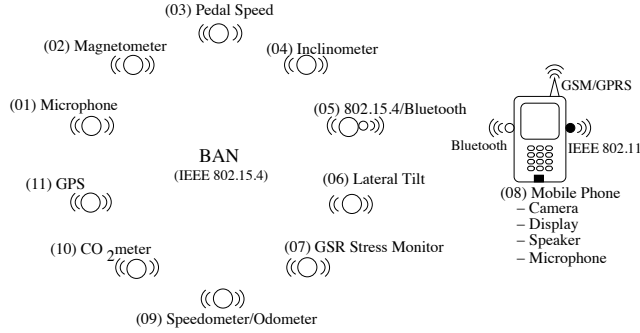 (03) Pedal Speed
(02) Magnetometer
(04) Inclinometer
GSM/GPRS
(01) Microphone
(05) 802.15.4/Bluetooth
Bluetooth
IEEE 802.11
BAN
(IEEE 802.15.4)
(11) GPS
(06) Lateral Tilt
(08) Mobile Phone
– Camera
– Display
– Speaker
– Microphone
(10) CO 2meter
(07) GSR Stress Monitor
(09) Speedometer/Odometer